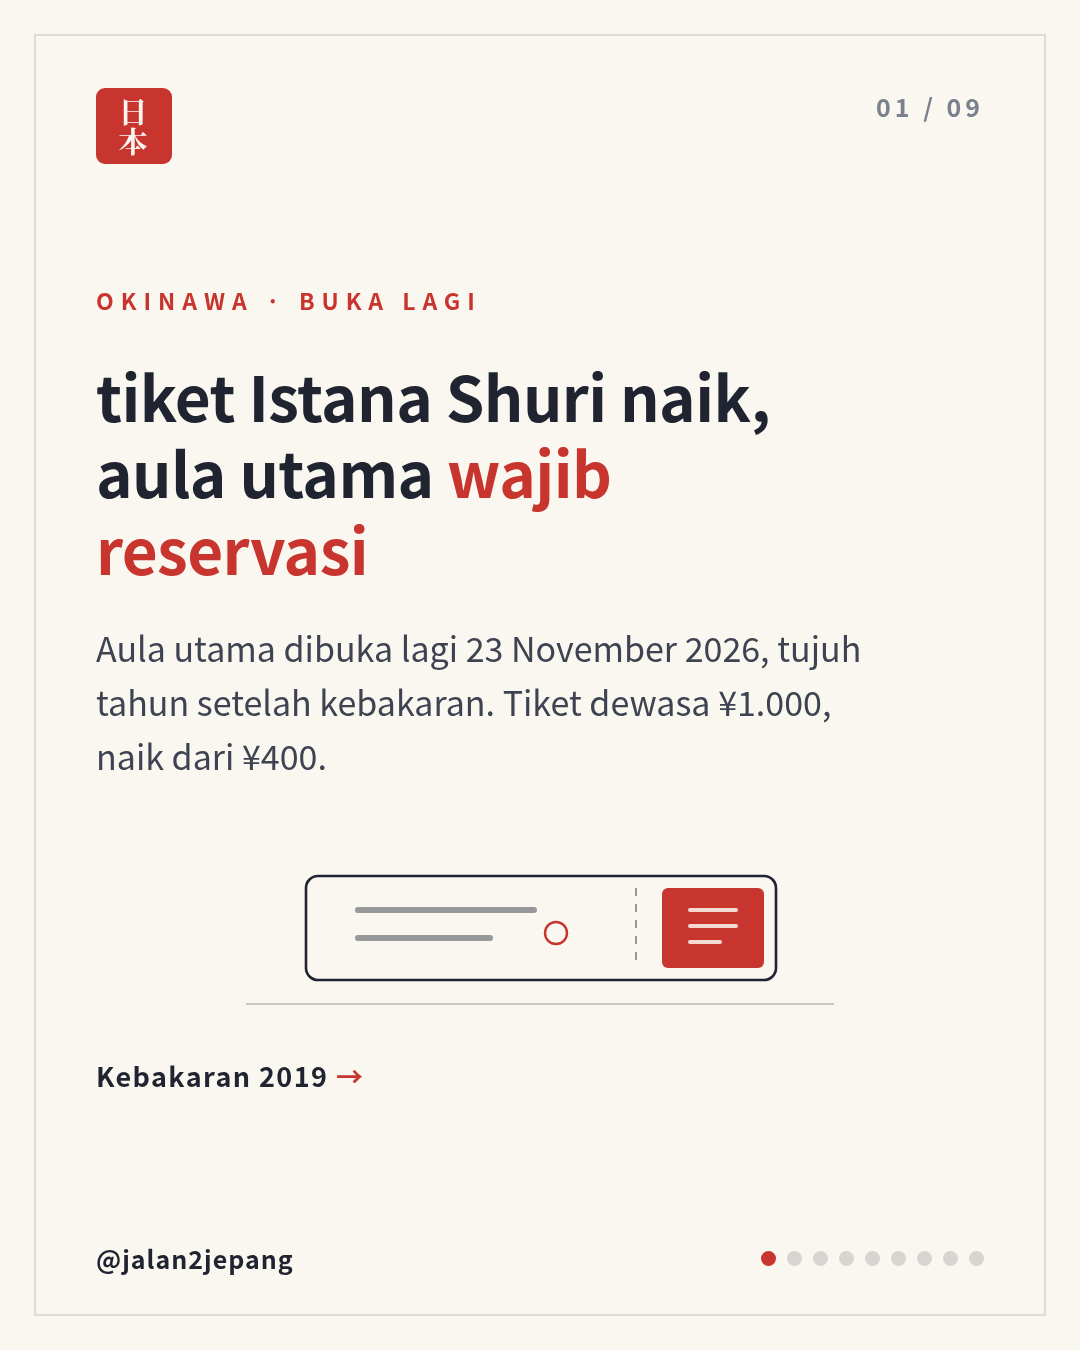 日本
01 / 09
OKINAWA · BUKA LAGI
tiket Istana Shuri naik,
aula utama wajib
reservasi
Aula utama dibuka lagi 23 November 2026, tujuh
tahun setelah kebakaran. Tiket dewasa ¥1.000,
naik dari ¥400.
Kebakaran 2019 →
@jalan2jepang